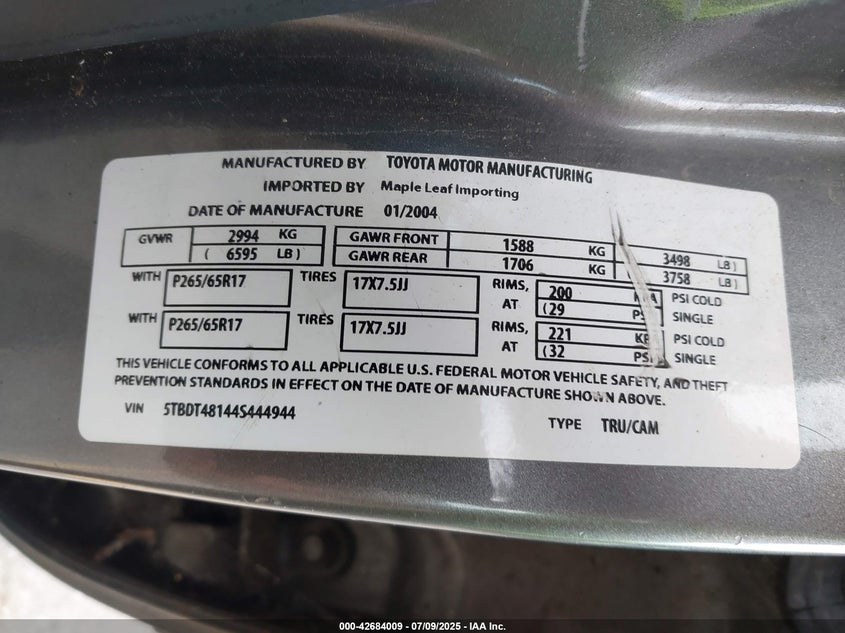 MANUFACTURED BY TOYOTA MOTOR MANUFACTURING
IMPORTED BY Maple Leaf Importing
DATE OF MANUFACTURE 01/2004
GVWR 2994 KG GAWR FRONT 1588 KG 3498 LB )
( 6595 LB ) GAWR REAR 1706 KG 3758 LB )
WITH P265/65R17 TIRES 17X7.5JJ RIMS, 200 KPA PSI COLD
AT (29 PSI SINGLE
WITH P265/65R17 TIRES 17X7.5JJ RIMS, 221 KPA PSI COLD
AT (32 PSI SINGLE
THIS VEHICLE CONFORMS TO ALL APPLICABLE U.S. FEDERAL MOTOR VEHICLE SAFETY, AND THEFT
PREVENTION STANDARDS IN EFFECT ON THE DATE OF MANUFACTURE SHOWN ABOVE.
VIN 5TBDT48144S444944 TYPE TRU/CAM
000-42684009 - 07/09/2025 - IAA Inc.